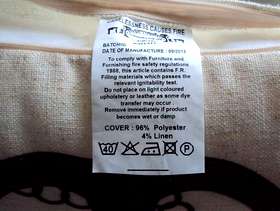 CARELESSNESS CAUSES FIRE
BATCH/ID
DATE OF MANUFACTURE : 09/2015
To comply with Furniture and
Furnishing fire safety regulations
1988, this article contains F.R.
Filling materials which passes the
relevant ignitability test.
Do not place on light coloured
upholstery or leather as some dye
transfer may occur.
Remove immediately if product
becomes wet or damp
COVER : 96% Polyester
4% Linen
40 P